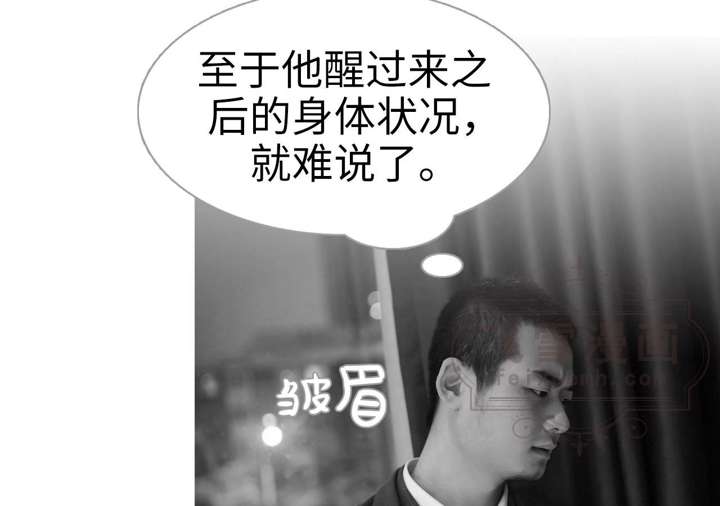 至于他醒过来之
后的身体状况，
就难说了。
皱眉